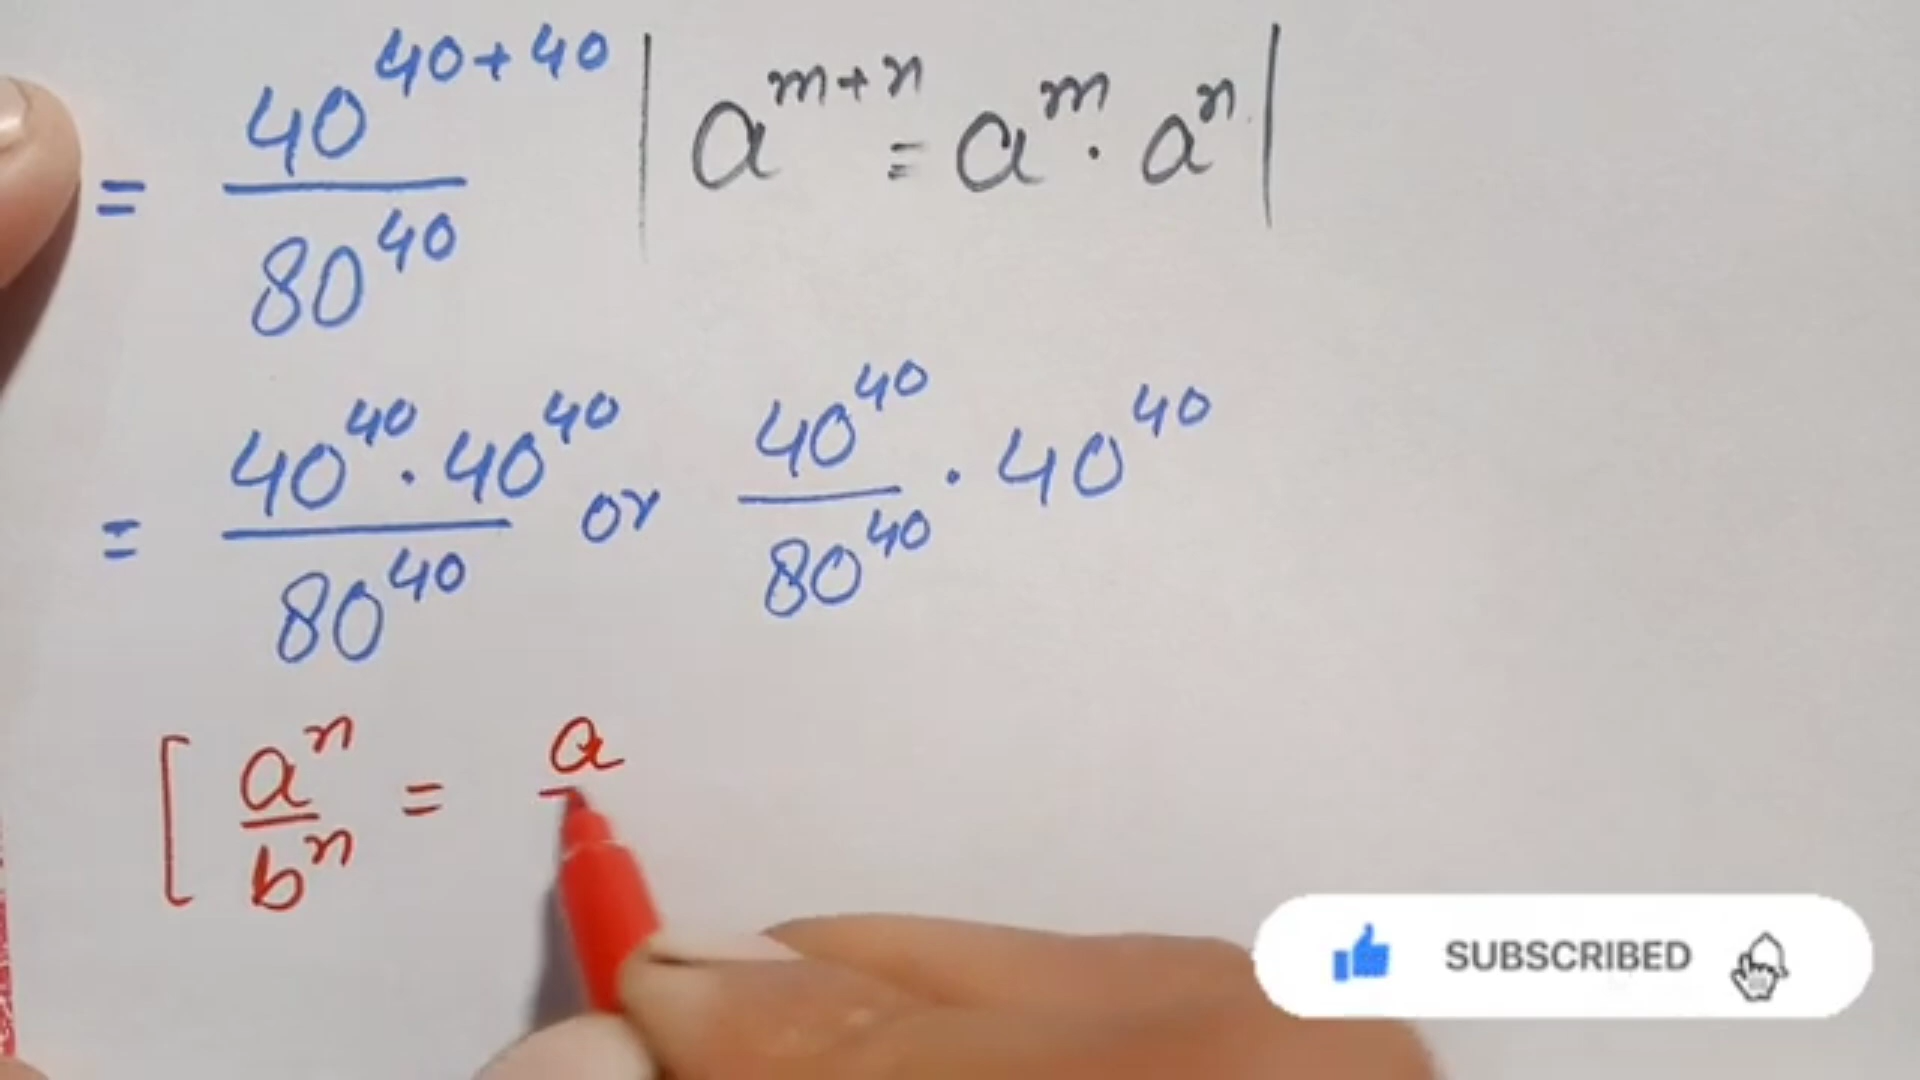 = 40^{40+40} / 80^{40} | a^{m+n} = a^m · a^n |
= 40^{40} · 40^{40} / 80^{40} or 40^{40} / 80^{40} · 40^{40}
[ a^n / b^n = a
SUBSCRIBED